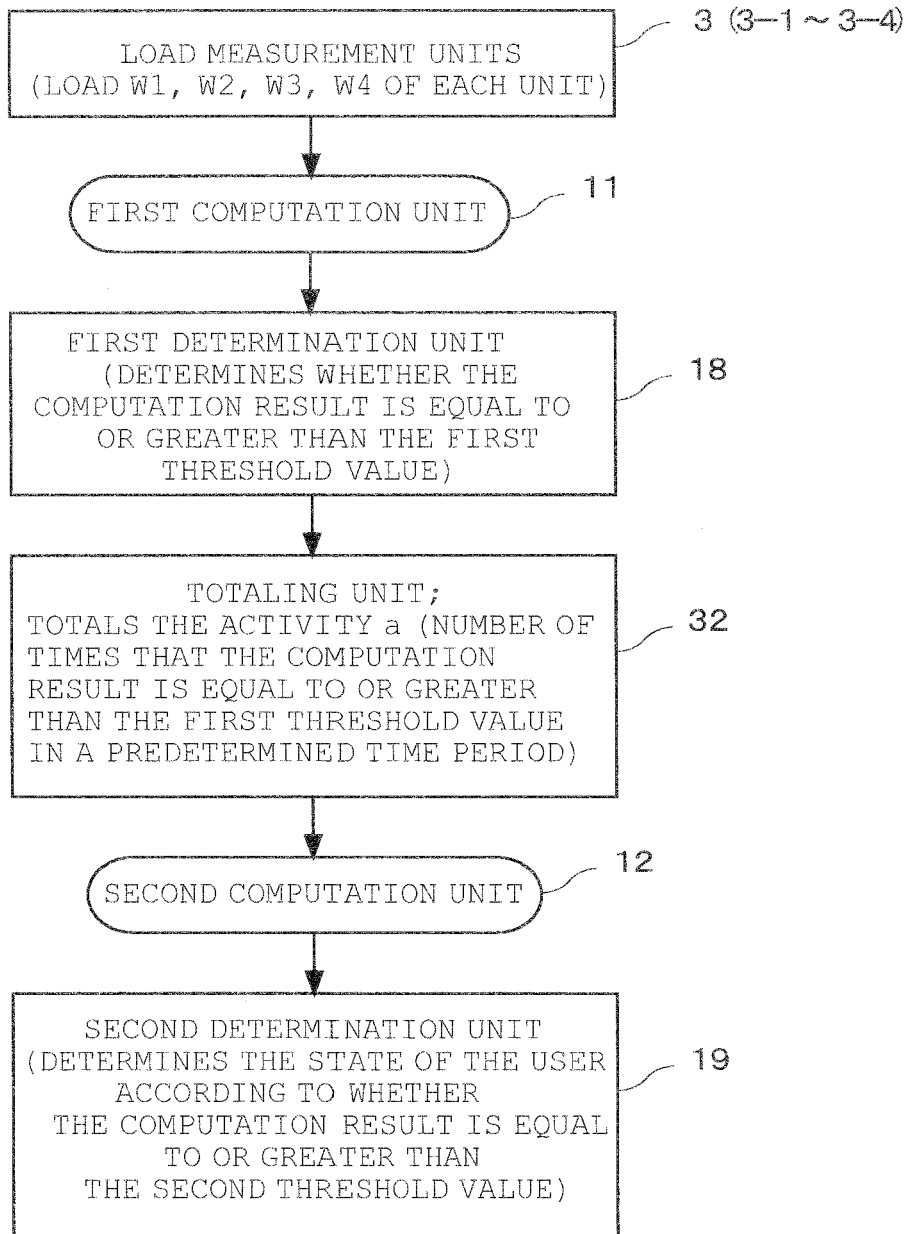 3 (3-1~3-4)
LOAD MEASUREMENT UNITS
(LOAD W1, W2, W3, W4 OF EACH UNIT)
11
FIRST COMPUTATION UNIT
FIRST DETERMINATION UNIT
(DETERMINES WHETHER THE
COMPUTATION RESULT IS EQUAL TO
OR GREATER THAN THE FIRST
THRESHOLD VALUE)
18
TOTALING UNIT;
TOTALS THE ACTIVITY a (NUMBER OF
TIMES THAT THE COMPUTATION
RESULT IS EQUAL TO OR GREATER
THAN THE FIRST THRESHOLD VALUE
IN A PREDETERMINED TIME PERIOD)
32
12
SECOND COMPUTATION UNIT
SECOND DETERMINATION UNIT
(DETERMINES THE STATE OF THE USER
ACCORDING TO WHETHER
THE COMPUTATION RESULT IS EQUAL
TO OR GREATER THAN
THE SECOND THRESHOLD VALUE)
19